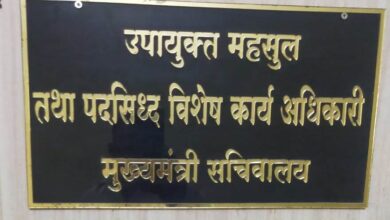 उपायुक्त महसुल
तथा पदसिध्द विशेष कार्य अधिकारी
मुख्यमंत्री सचिवालय